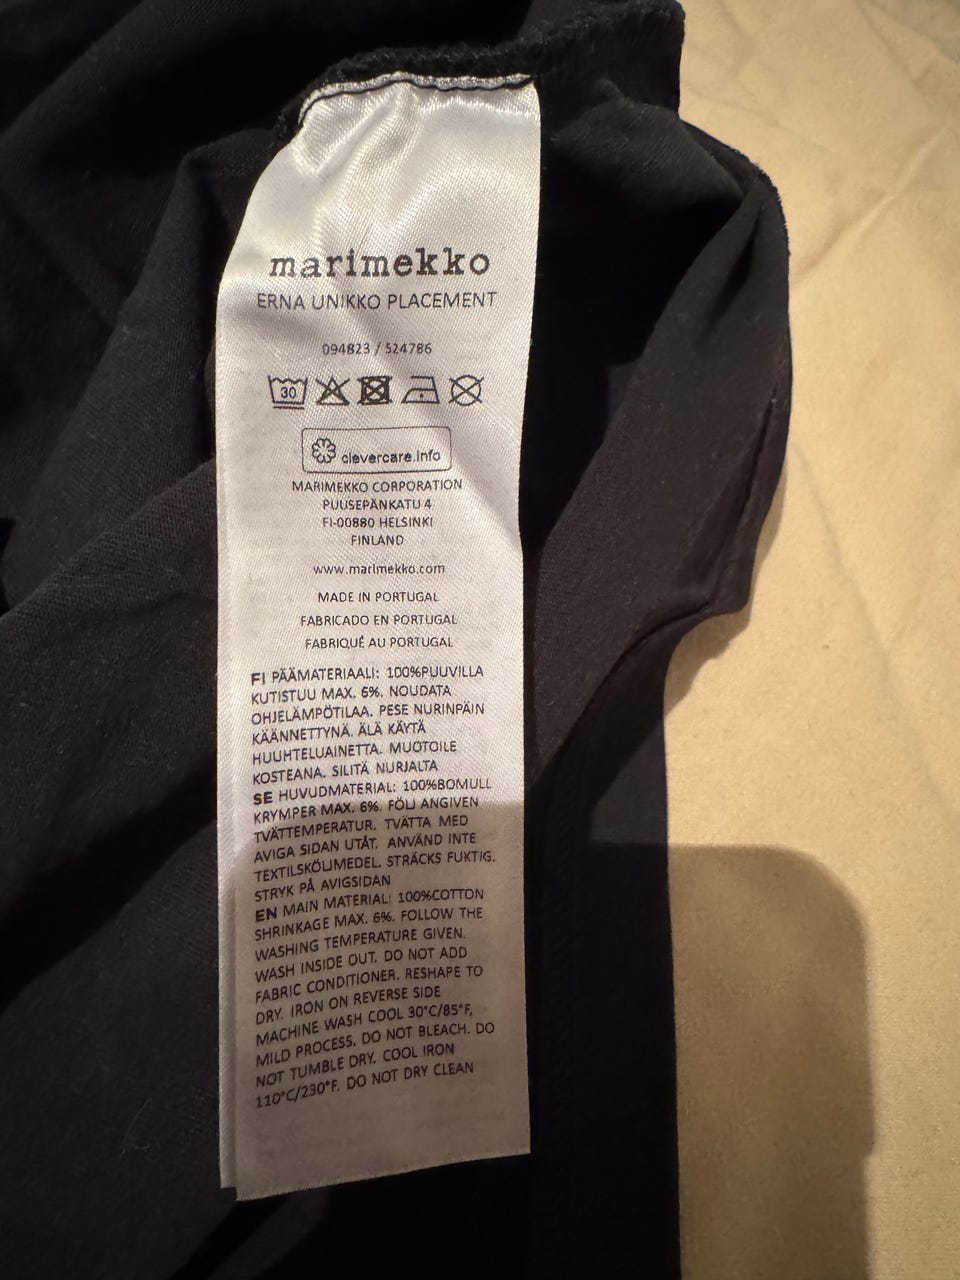 marimekko
ERNA UNIKKO PLACEMENT
094823 / 524786
30
clevercare.info
MARIMEKKO CORPORATION
PUUSEPÄNKATU 4
FI-00880 HELSINKI
FINLAND
www.marimekko.com
MADE IN PORTUGAL
FABRICADO EN PORTUGAL
FABRIQUÉ AU PORTUGAL
FI PÄÄMATERIAALI: 100%PUUVILLA
KUTISTUU MAX. 6%. NOUDATA
OHJELÄMPÖTILAA. PESE NURINPÄIN
KÄÄNNETTYNÄ. ÄLÄ KÄYTÄ
HUUHTELUAINETTA. MUOTOILE
KOSTEANA. SILITÄ NURJALTA
SE HUVUDMATERIAL: 100%BOMULL
KRYMPER MAX. 6%. FÖLJ ANGIVEN
TVÄTTEMPERATUR. TVÄTTA MED
AVIGA SIDAN UTÅT. ANVÄND INTE
TEXTILSKÖLJMEDEL. STRÄCKS FUKTIG.
STRYK PÅ AVIGSIDAN
EN MAIN MATERIAL: 100%COTTON
SHRINKAGE MAX. 6%. FOLLOW THE
WASHING TEMPERATURE GIVEN.
WASH INSIDE OUT. DO NOT ADD
FABRIC CONDITIONER. RESHAPE TO
DRY. IRON ON REVERSE SIDE
MACHINE WASH COOL 30°C/85°F,
MILD PROCESS. DO NOT BLEACH. DO
NOT TUMBLE DRY. COOL IRON
110°C/230°F. DO NOT DRY CLEAN